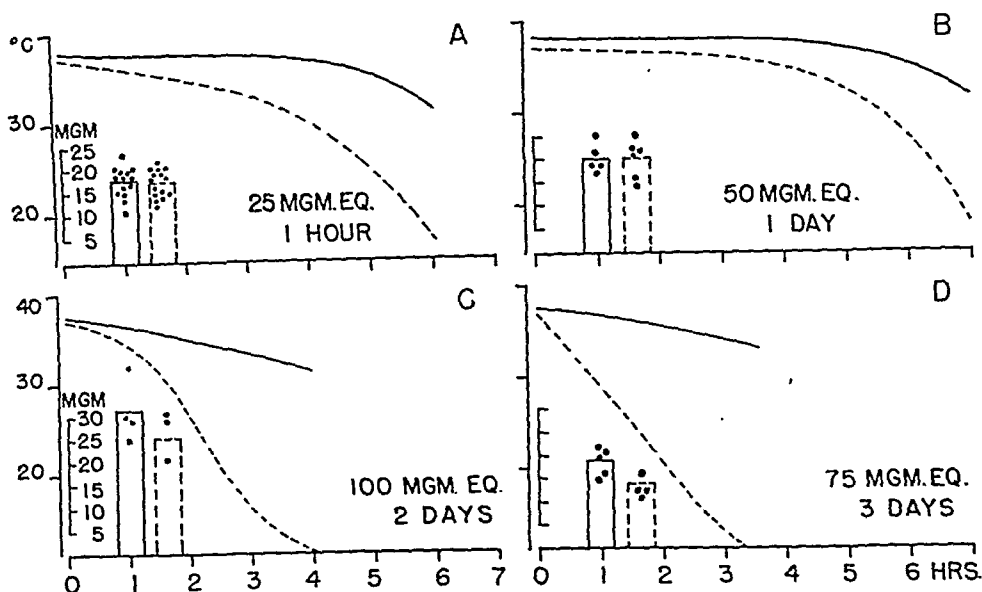 °C
A
B
30
MGM
25
20
15
10
5
20
25 MGM. EQ.
1 HOUR
50 MGM. EQ.
1 DAY
40
C
D
30
MGM
30
25
20
15
10
5
20
100 MGM. EQ.
2 DAYS
75 MGM. EQ.
3 DAYS
0 1 2 3 4 5 6 7
0 1 2 3 4 5 6 HRS.